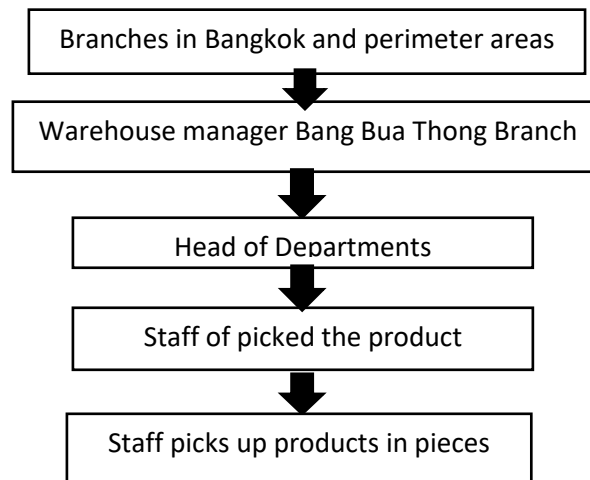 Branches in Bangkok and perimeter areas
Warehouse manager Bang Bua Thong Branch
Head of Departments
Staff of picked the product
Staff picks up products in pieces